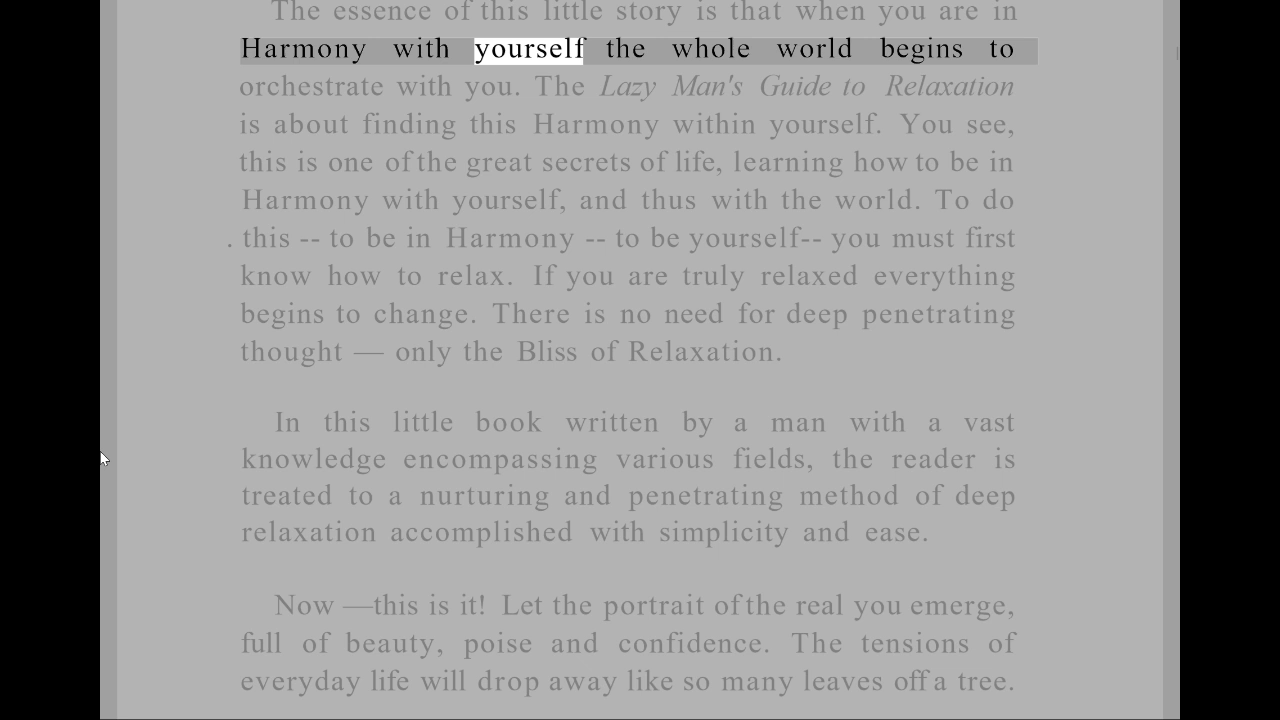 The essence of this little story is that when you are in
Harmony with yourself the whole world begins to
orchestrate with you. The Lazy Man's Guide to Relaxation
is about finding this Harmony within yourself. You see,
this is one of the great secrets of life, learning how to be in
Harmony with yourself, and thus with the world. To do
. this -- to be in Harmony -- to be yourself-- you must first
know how to relax. If you are truly relaxed everything
begins to change. There is no need for deep penetrating
thought — only the Bliss of Relaxation.
In this little book written by a man with a vast
knowledge encompassing various fields, the reader is
treated to a nurturing and penetrating method of deep
relaxation accomplished with simplicity and ease.
Now —this is it! Let the portrait of the real you emerge,
full of beauty, poise and confidence. The tensions of
everyday life will drop away like so many leaves off a tree.